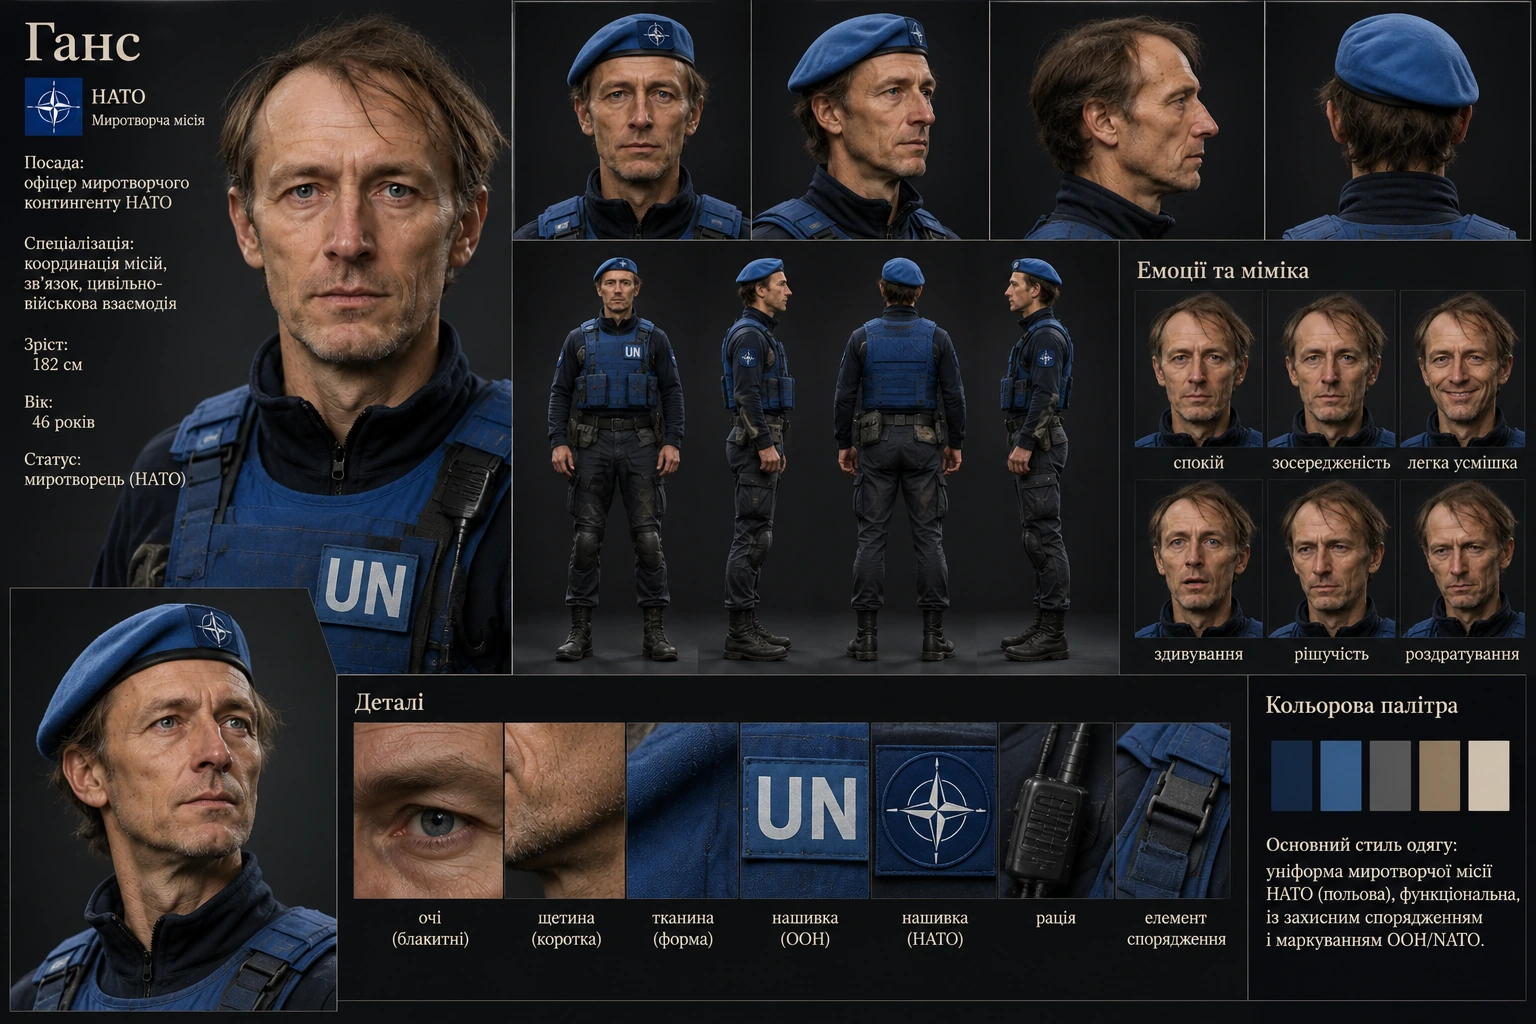 Ганс
НАТО
Миротворча місія
Посада:
офіцер миротворчого
контингенту НАТО
Спеціалізація:
координація місій,
зв'язок, цивільно-
військова взаємодія
Зріст:
182 см
Вік:
46 років
Статус:
миротворець (НАТО)
UN
UN
Емоції та міміка
спокій
зосередженість
легка усмішка
здивування
рішучість
роздратування
Деталі
UN
очі
(блакитні)
щетина
(коротка)
тканина
(форма)
нашивка
(ООН)
нашивка
(НАТО)
рація
елемент
спорядження
Кольорова палітра
Основний стиль одягу:
уніформа миротворчої місії
НАТО (польова), функціональна,
із захисним спорядженням
і маркуванням ООН/NATO.